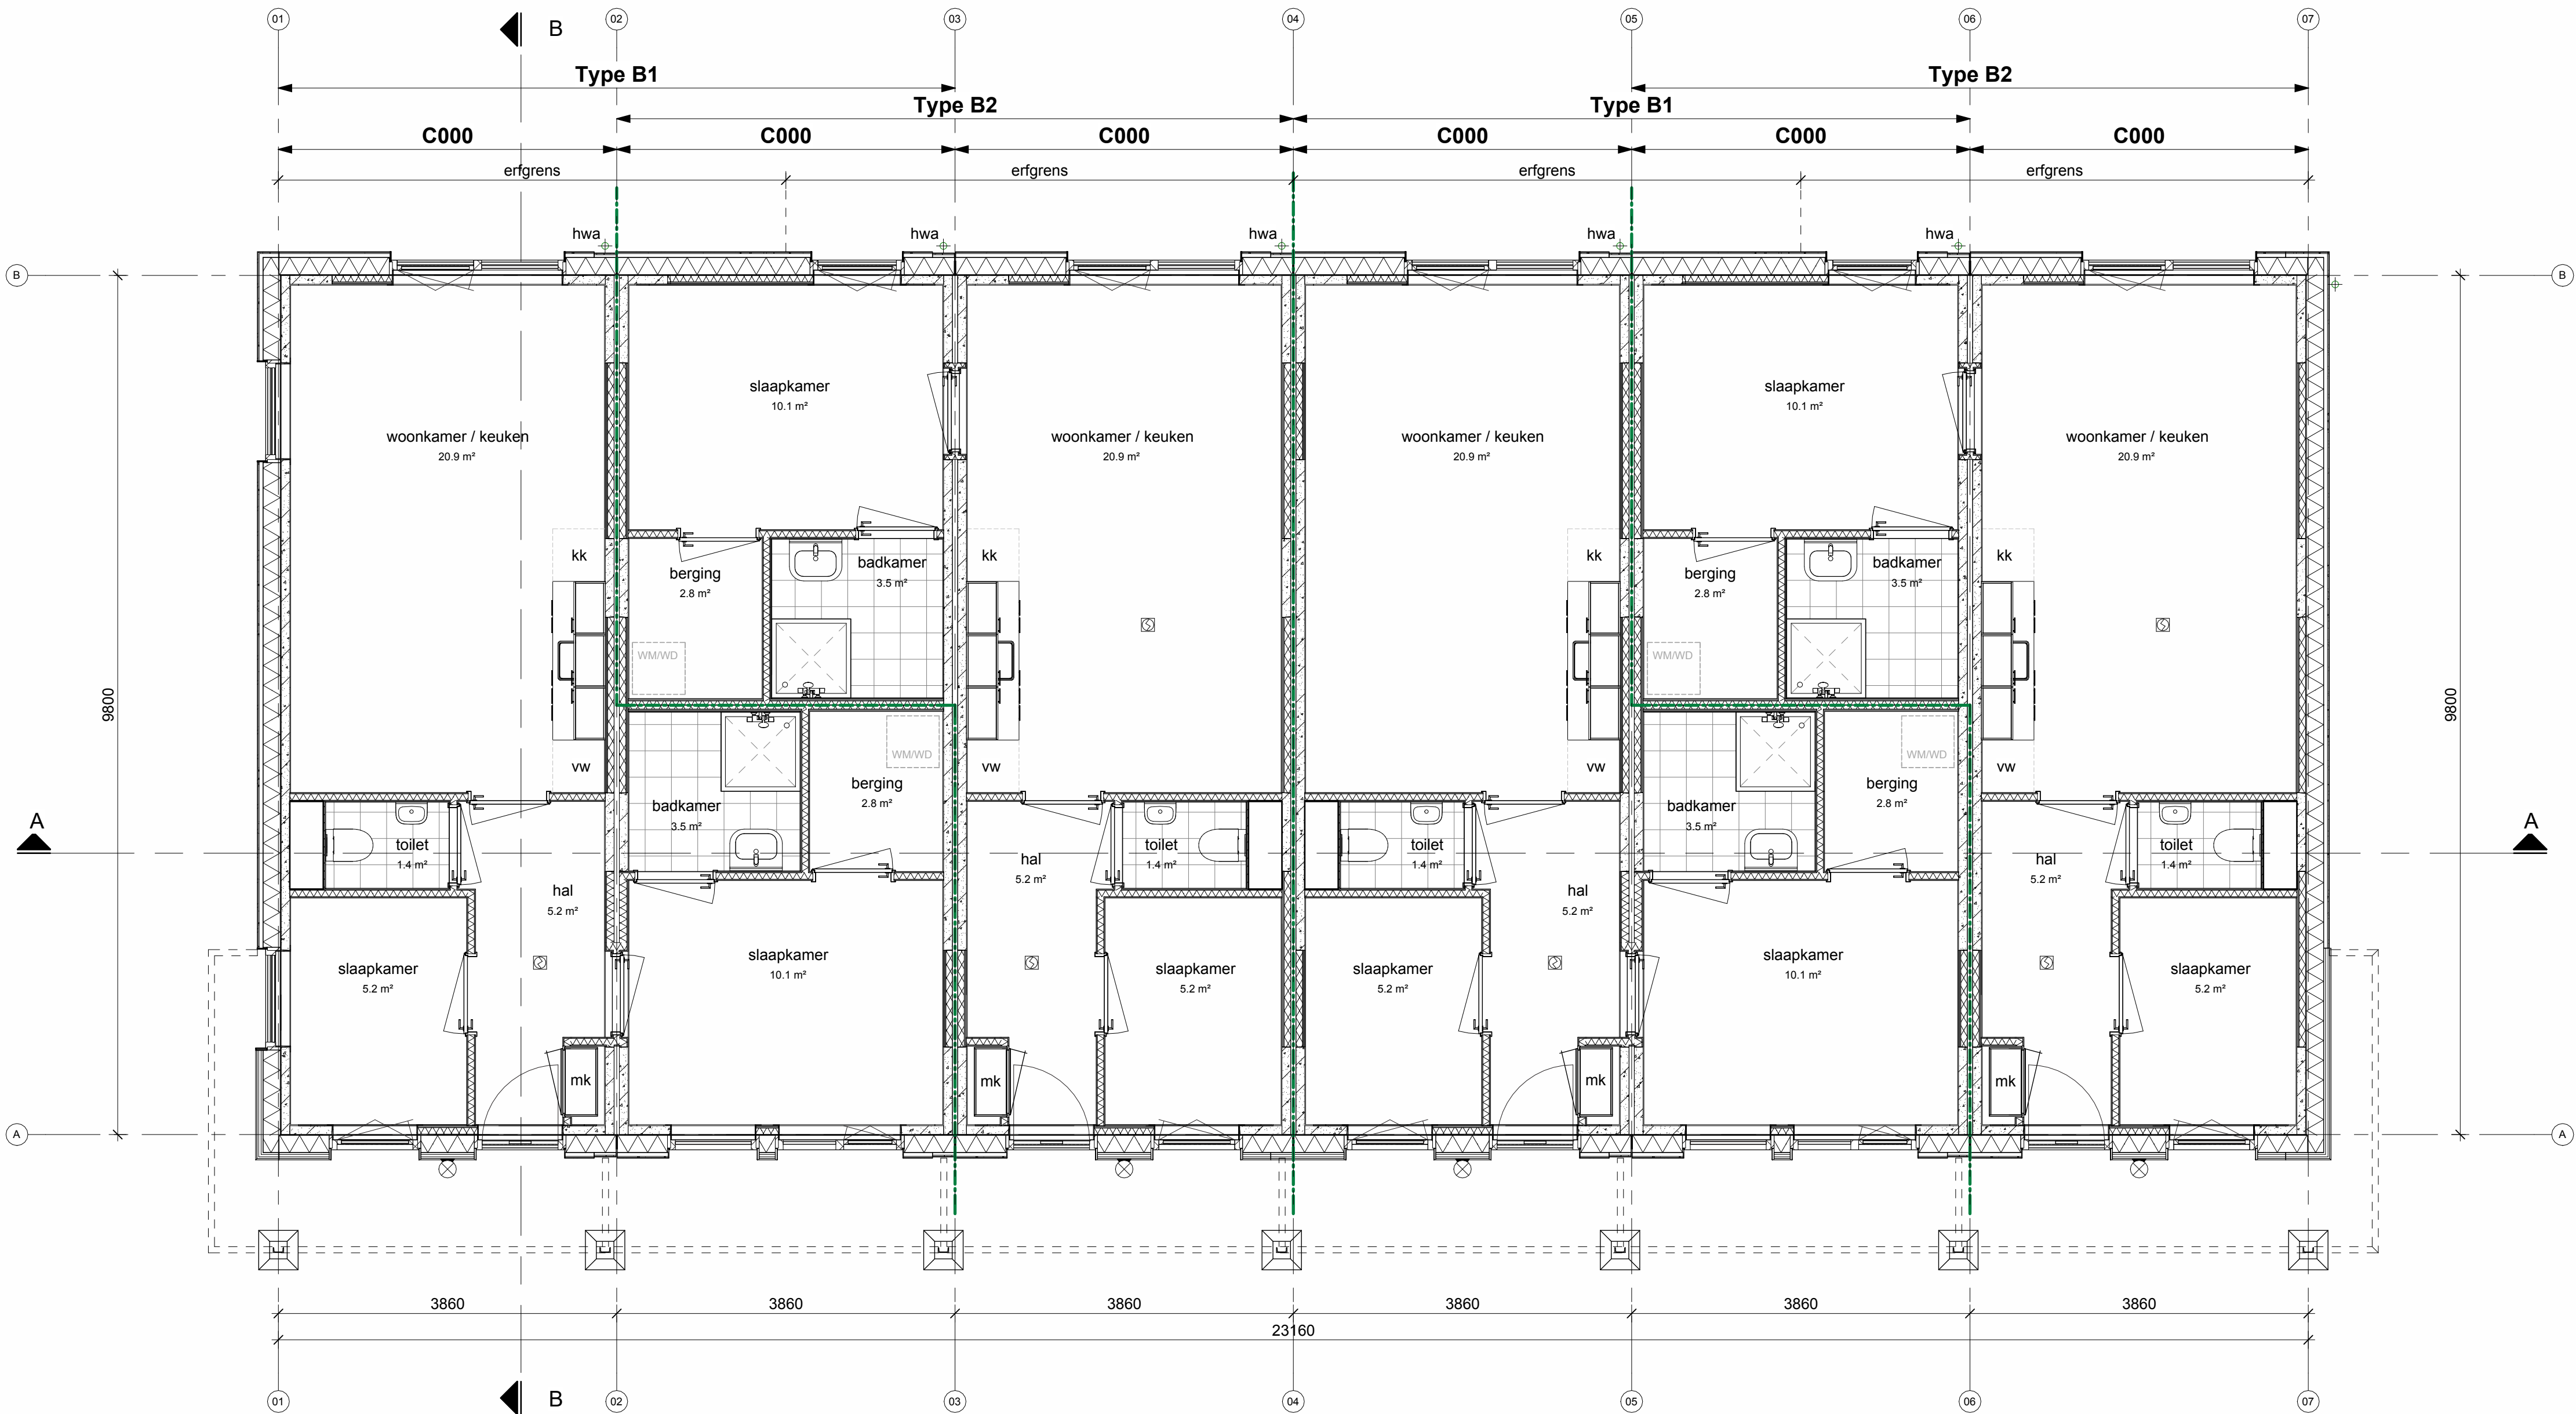 01 02 03 04 05 06 07
B
Type B1 Type B2
Type B2 Type B1
C000 C000 C000 C000 C000 C000
erfgrens erfgrens erfgrens erfgrens
hwa hwa hwa hwa hwa
B B
slaapkamer slaapkamer
10.1 m² 10.1 m²
woonkamer / keuken woonkamer / keuken woonkamer / keuken woonkamer / keuken
20.9 m² 20.9 m² 20.9 m² 20.9 m²
kk kk kk kk
badkamer badkamer
3.5 m² 3.5 m²
berging berging
2.8 m² 2.8 m²
WM/WD WM/WD
9800 9800
WM/WD WM/WD
vw vw vw vw
berging berging
2.8 m² 2.8 m²
badkamer badkamer
3.5 m² 3.5 m²
A A
toilet toilet toilet toilet
1.4 m² 1.4 m² 1.4 m² 1.4 m²
hal hal
5.2 m² 5.2 m²
hal hal
5.2 m² 5.2 m²
slaapkamer slaapkamer
10.1 m² 10.1 m²
slaapkamer slaapkamer slaapkamer slaapkamer
5.2 m² 5.2 m² 5.2 m² 5.2 m²
mk mk mk mk
A A
3860 3860 3860 3860 3860 3860
23160
B
01 02 03 04 05 06 07